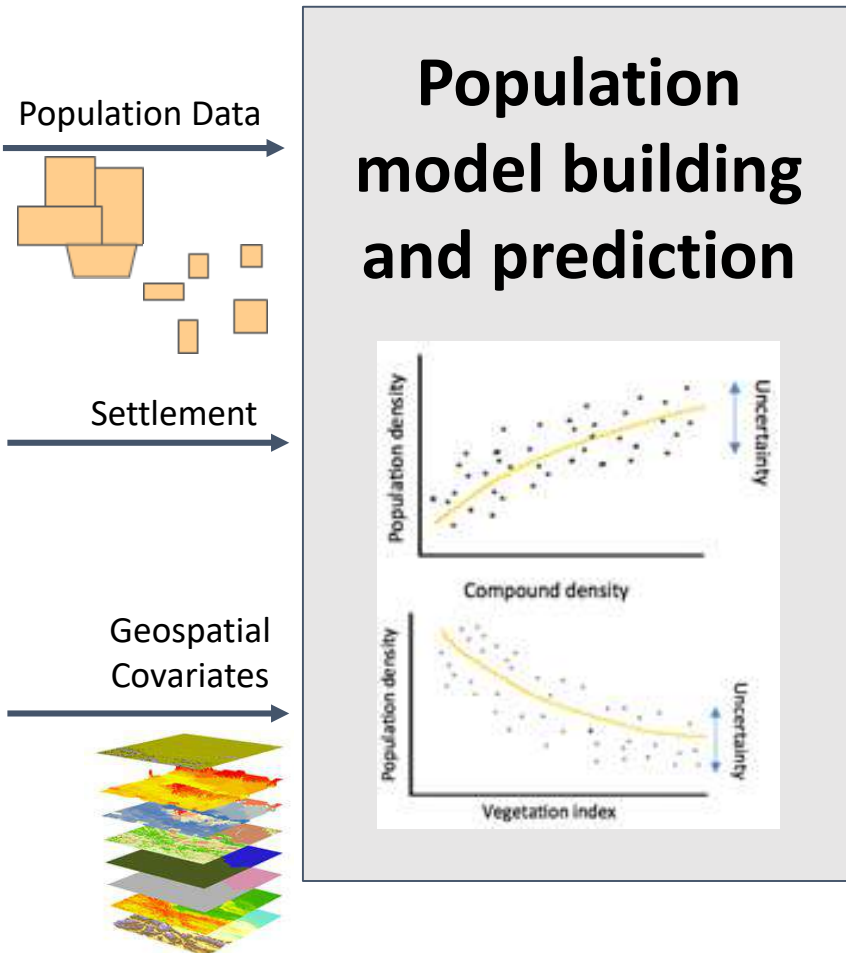 Population Data
Settlement
Geospatial
Covariates
Population
model building
and prediction
Population density
Uncertainty
Compound density
Population density
Uncertainty
Vegetation index